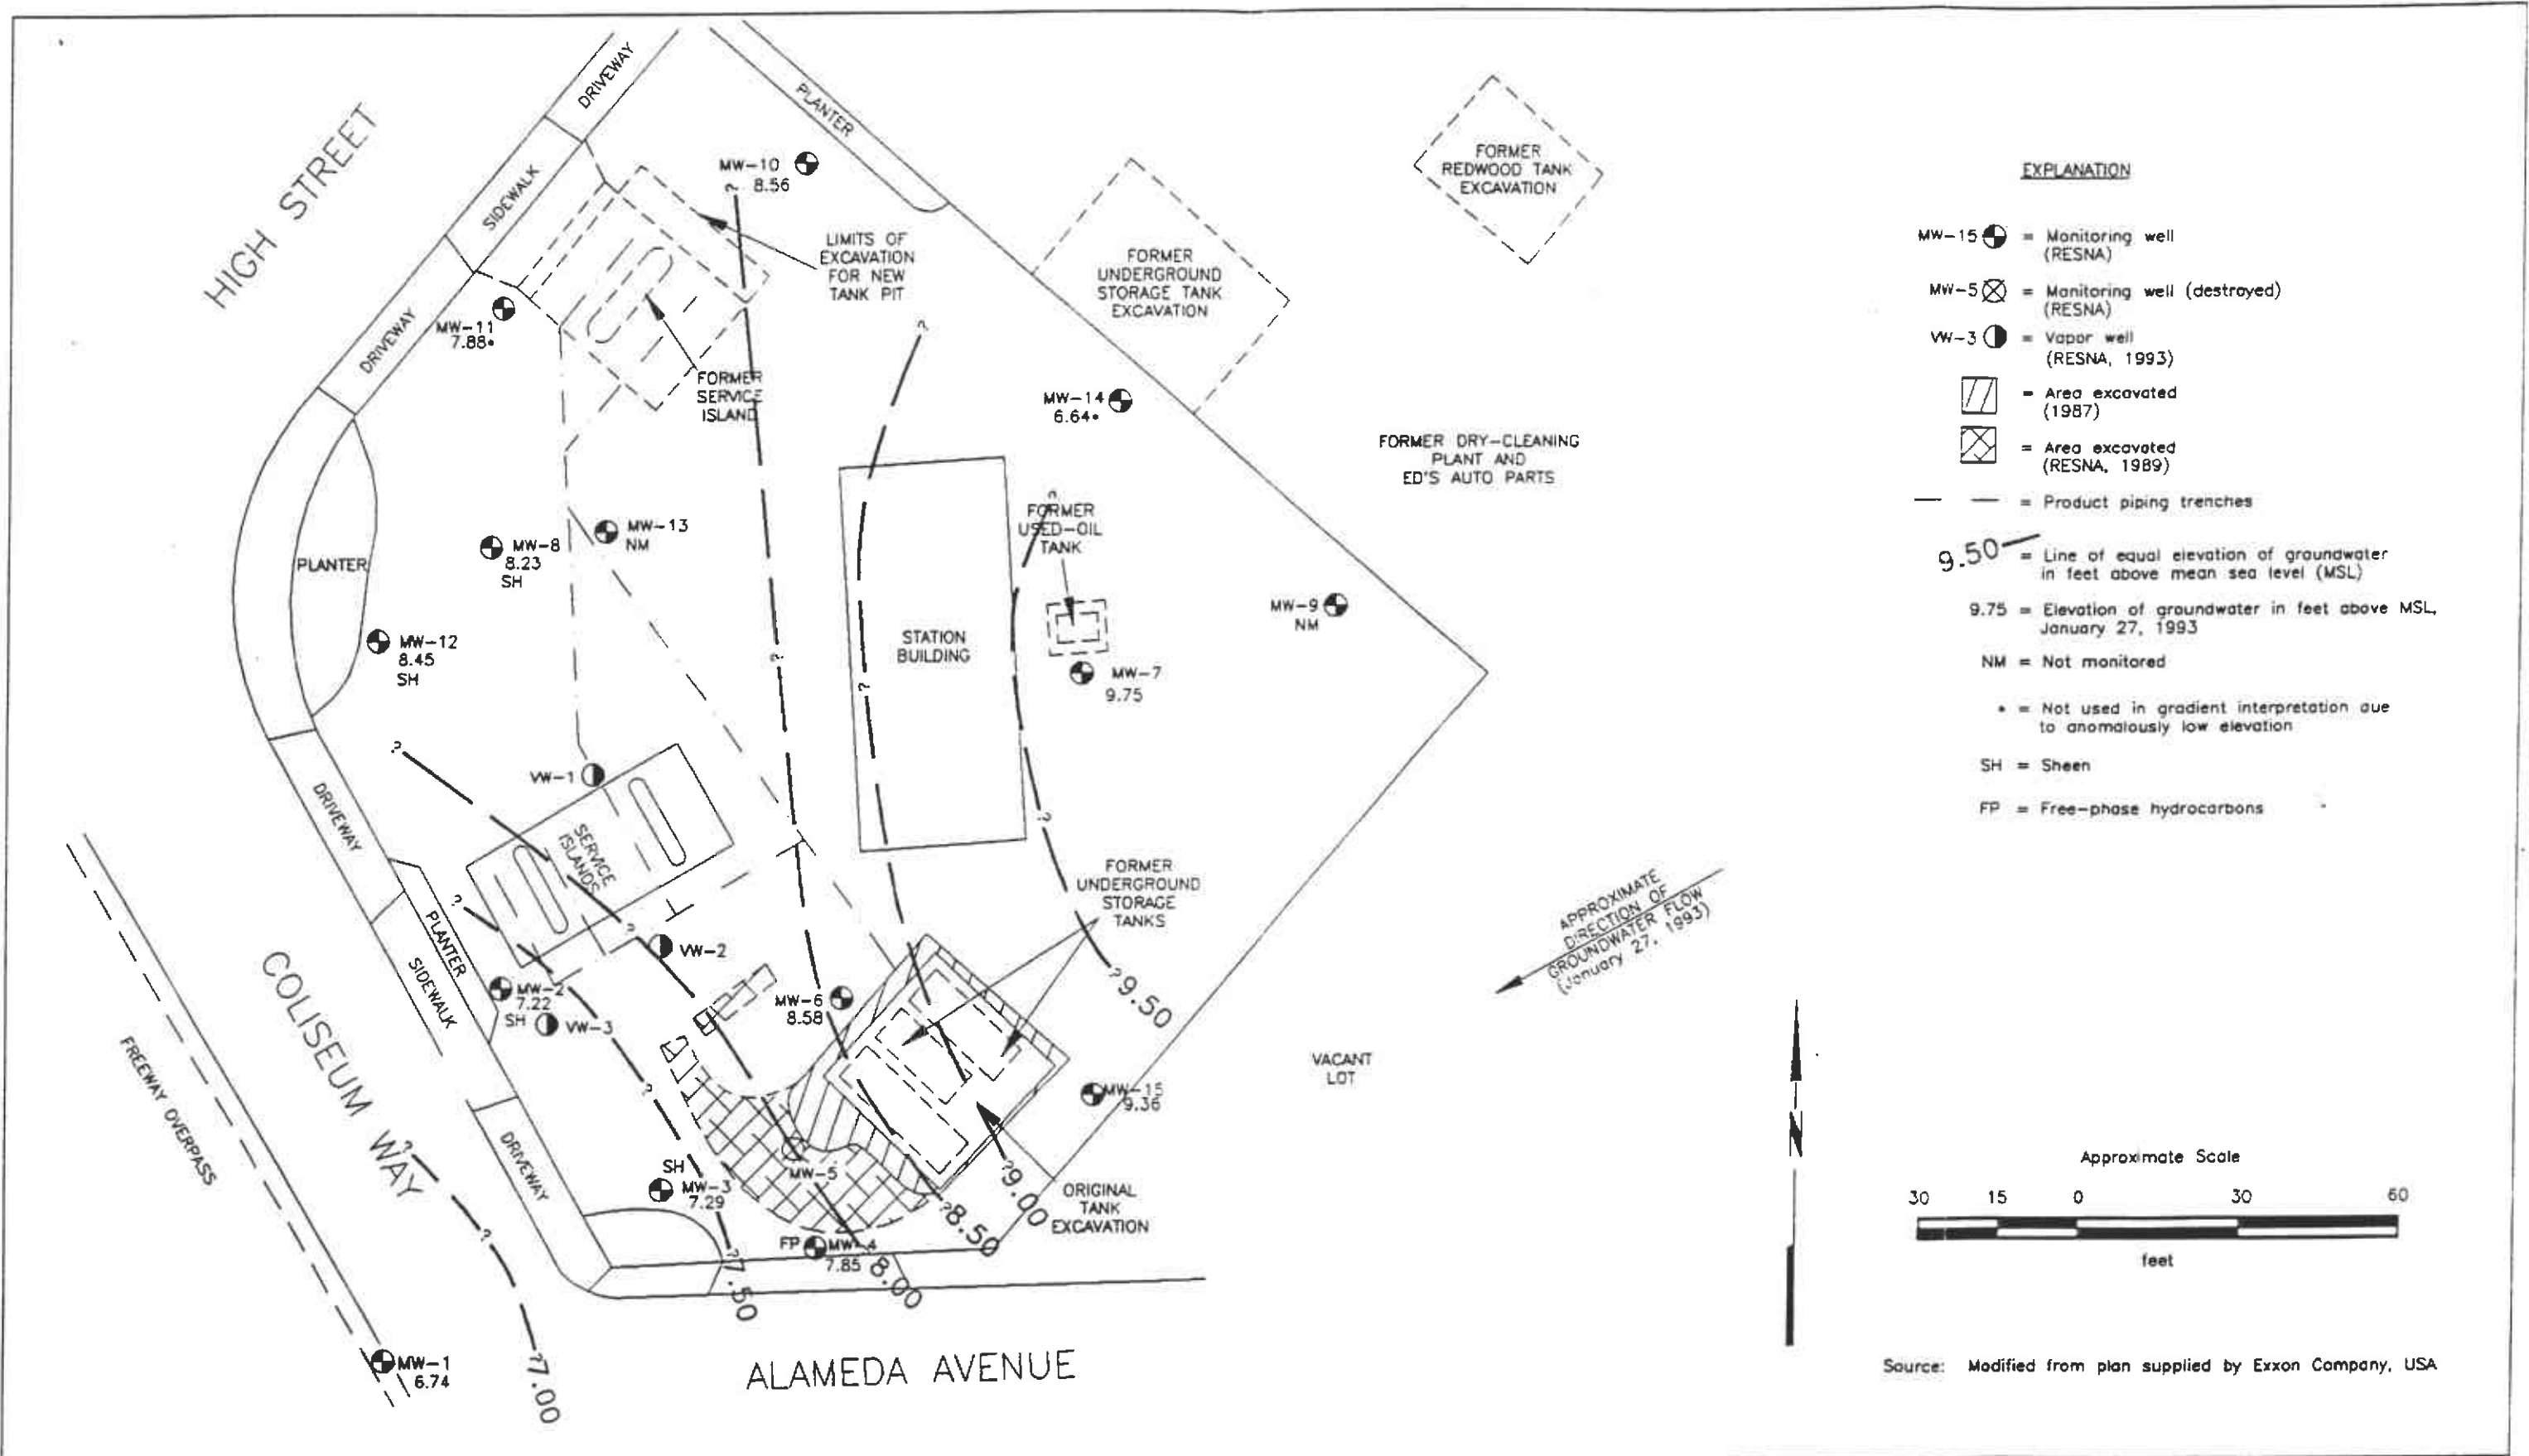 DRIVEWAY
PLANTER
HIGH STREET
SIDEWALK
MW-10
8.56
?
LIMITS OF
EXCAVATION
FOR NEW
TANK PIT
MW-11
7.88•
DRIVEWAY
FORMER
SERVICE
ISLAND
?
FORMER
UNDERGROUND
STORAGE TANK
EXCAVATION
FORMER
REDWOOD TANK
EXCAVATION
MW-14
6.64•
FORMER DRY-CLEANING
PLANT AND
ED'S AUTO PARTS
?
FORMER
USED-OIL
TANK
MW-13
NM
MW-8
8.23
SH
PLANTER
MW-12
8.45
SH
?
?
STATION
BUILDING
MW-7
9.75
MW-9
NM
?
VW-1
DRIVEWAY
SERVICE
ISLANDS
?
?
?
FORMER
UNDERGROUND
STORAGE
TANKS
PLANTER
SIDEWALK
VW-2
MW-2
7.22
SH
VW-3
MW-6
8.58
?9.50
APPROXIMATE
DIRECTION OF
GROUNDWATER FLOW
(January 27, 1993)
COLISEUM WAY
FREEWAY OVERPASS
?
?
?
DRIVEWAY
SH
MW-3
7.29
MW-5
MW-15
9.36
VACANT
LOT
ORIGINAL
TANK
EXCAVATION
?9.00
?8.50
FP
MW-4
7.85
8.00
?7.50
?7.00
MW-1
6.74
ALAMEDA AVENUE
N
EXPLANATION
MW-15 = Monitoring well
(RESNA)
MW-5 = Monitoring well (destroyed)
(RESNA)
VW-3 = Vapor well
(RESNA, 1993)
= Area excavated
(1987)
= Area excavated
(RESNA, 1989)
— — = Product piping trenches
9.50 = Line of equal elevation of groundwater
in feet above mean sea level (MSL)
9.75 = Elevation of groundwater in feet above MSL,
January 27, 1993
NM = Not monitored
• = Not used in gradient interpretation due
to anomalously low elevation
SH = Sheen
FP = Free-phase hydrocarbons
Approximate Scale
30 15 0 30 60
feet
Source: Modified from plan supplied by Exxon Company, USA